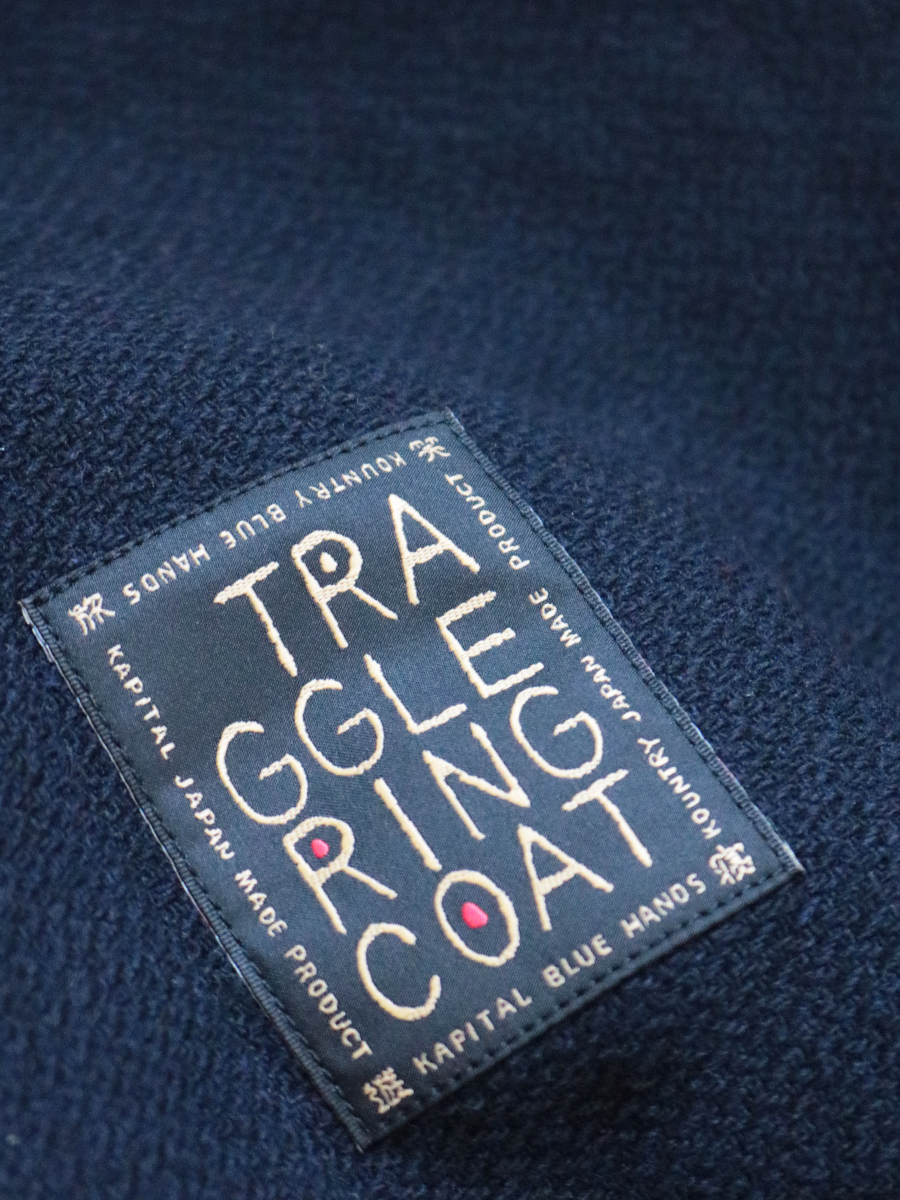 KOUNTRY BLUE HANDS
KAPITAL JAPAN MADE PRODUCT
TRA
GGLE
RING
COAT
KOUNTRY JAPAN MADE PRODUCT
KAPITAL BLUE HANDS